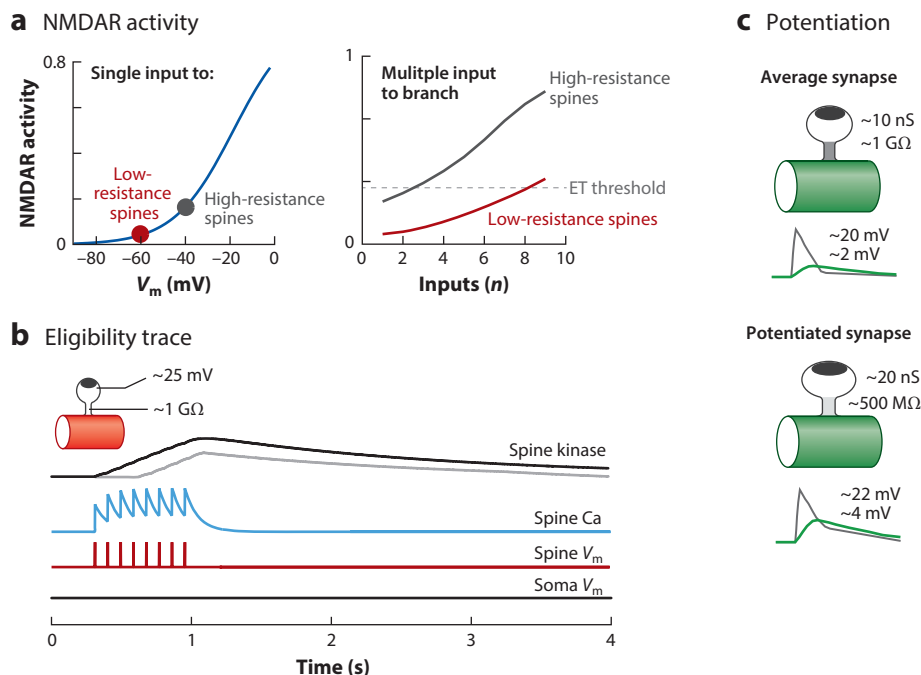 a NMDAR activity
NMDAR activity
0.8
0
Single input to:
Low-
resistance
spines
High-resistance
spines
−80 −60 −40 −20 0
Vm (mV)
1
0
Mulitple input
to branch
High-resistance
spines
ET threshold
Low-resistance spines
0 2 4 6 8 10
Inputs (n)
b Eligibility trace
~25 mV
~1 GΩ
Spine kinase
Spine Ca
Spine Vm
Soma Vm
0 1 2 3 4
Time (s)
c Potentiation
Average synapse
~10 nS
~1 GΩ
~20 mV
~2 mV
Potentiated synapse
~20 nS
~500 MΩ
~22 mV
~4 mV